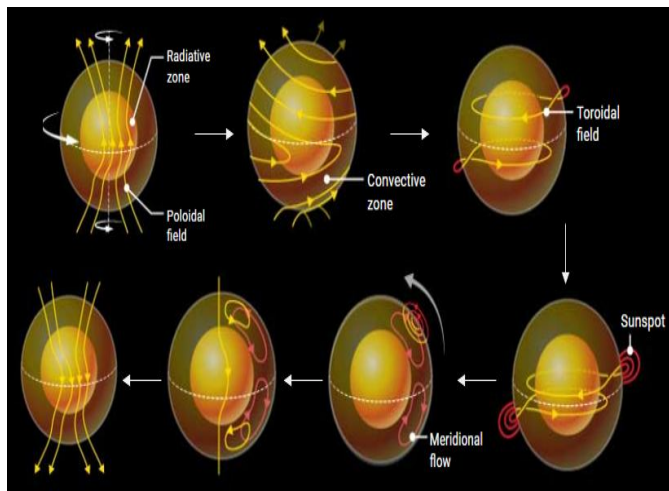 Radiative
zone
Poloidal
field
Convective
zone
Toroidal
field
Sunspot
Meridional
flow